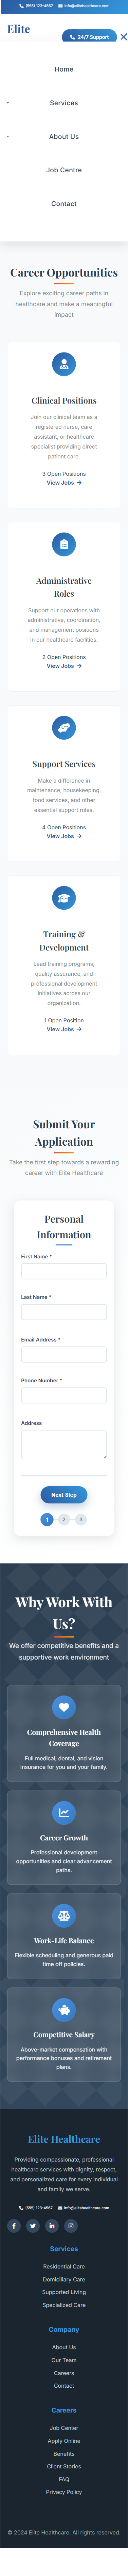 (555) 123-4567 info@elitehealthcare.com
Elite
24/7 Support
Home
Services
About Us
Job Centre
Contact
Career Opportunities
Explore exciting career paths in
healthcare and make a meaningful
impact
Clinical Positions
Join our clinical team as a
registered nurse, care
assistant, or healthcare
specialist providing direct
patient care.
3 Open Positions
View Jobs →
Administrative
Roles
Support our operations with
administrative, coordination,
and management positions
in our healthcare facilities.
2 Open Positions
View Jobs →
Support Services
Make a difference in
maintenance, housekeeping,
food services, and other
essential support roles.
4 Open Positions
View Jobs →
Training &
Development
Lead training programs,
quality assurance, and
professional development
initiatives across our
organization.
1 Open Position
View Jobs →
Submit Your
Application
Take the first step towards a rewarding
career with Elite Healthcare
Personal
Information
First Name *
Last Name *
Email Address *
Phone Number *
Address
Next Step
1 2 3
Why Work With
Us?
We offer competitive benefits and a
supportive work environment
Comprehensive Health
Coverage
Full medical, dental, and vision
insurance for you and your family.
Career Growth
Professional development
opportunities and clear advancement
paths.
Work-Life Balance
Flexible scheduling and generous paid
time off policies.
Competitive Salary
Above-market compensation with
performance bonuses and retirement
plans.
Elite Healthcare
Providing compassionate, professional
healthcare services with dignity, respect,
and personalized care for every individual
and family we serve.
(555) 123-4567 info@elitehealthcare.com
Services
Residential Care
Domiciliary Care
Supported Living
Specialized Care
Company
About Us
Our Team
Careers
Contact
Careers
Job Center
Apply Online
Benefits
Client Stories
FAQ
Privacy Policy
© 2024 Elite Healthcare. All rights reserved.